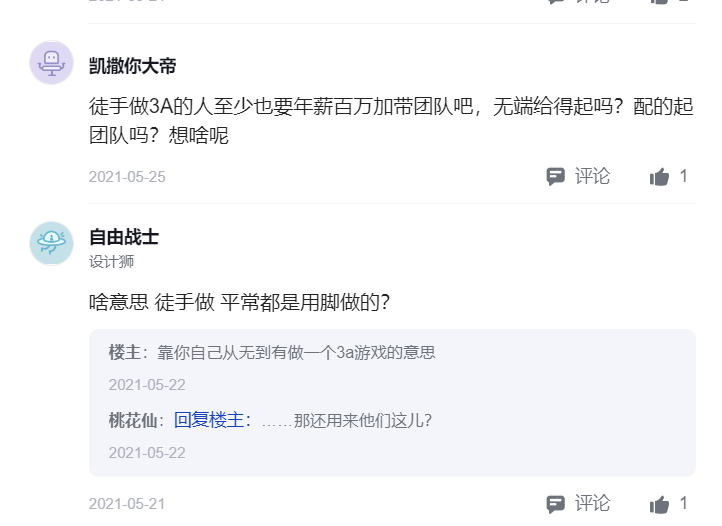 评论
凯撒你大帝
徒手做3A的人至少也要年薪百万加带团队吧，无端给得起吗？配的起
团队吗？想啥呢
2021-05-25
评论 1
自由战士
设计狮
啥意思 徒手做 平常都是用脚做的？
楼主：靠你自己从无到有做一个3a游戏的意思
2021-05-22
桃花仙：回复楼主：……那还用来他们这儿？
2021-05-22
2021-05-21
评论 1